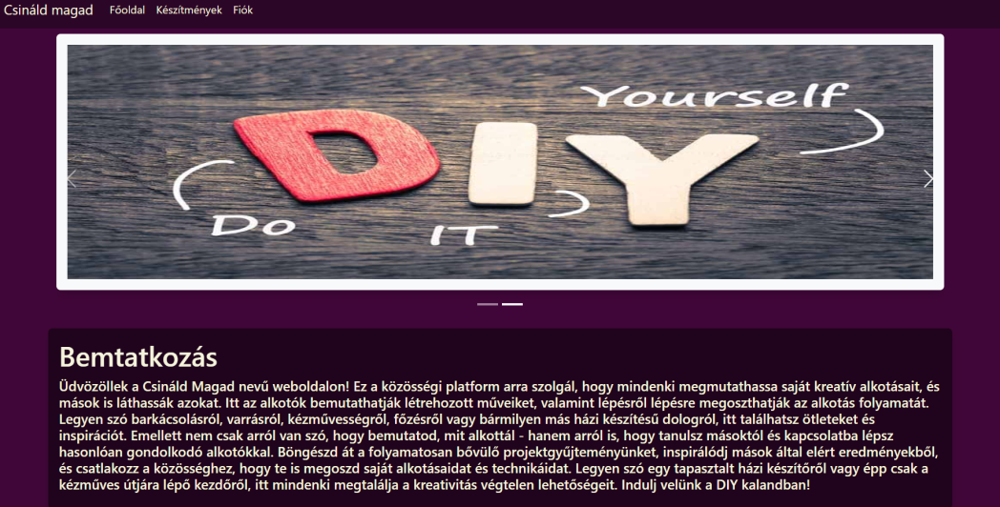 Csináld magad Főoldal Készítmények Fiók
Yourself
DIY
Do
IT
Bemtatkozás
Üdvözöllek a Csináld Magad nevű weboldalon! Ez a közösségi platform arra szolgál, hogy mindenki megmutathassa saját kreatív alkotásait, és
mások is láthassák azokat. Itt az alkotók bemutathatják létrehozott műveiket, valamint lépésről lépésre megoszthatják az alkotás folyamatát.
Legyen szó barkácsolásról, varrásról, kézművességről, főzésről vagy bármilyen más házi készítésű dologról, itt találhatsz ötleteket és
inspirációt. Emellett nem csak arról van szó, hogy bemutatod, mit alkottál - hanem arról is, hogy tanulsz másoktól és kapcsolatba lépsz
hasonlóan gondolkodó alkotókkal. Böngészd át a folyamatosan bővülő projektgyűjteményünket, inspirálódj mások által elért eredményekből,
és csatlakozz a közösséghez, hogy te is megoszd saját alkotásaidat és technikáidat. Legyen szó egy tapasztalt házi készítőről vagy épp csak a
kézműves útjára lépő kezdőről, itt mindenki megtalálja a kreativitás végtelen lehetőségeit. Indulj velünk a DIY kalandban!